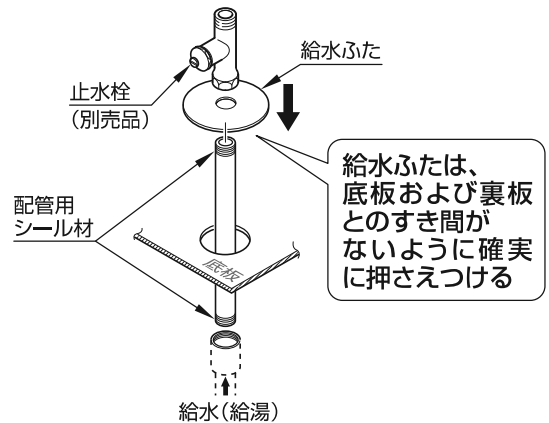 給水ふた
止水栓
（別売品）
給水ふたは、
底板および裏板
とのすき間が
ないように確実
に押さえつける
配管用
シール材
底板
給水（給湯）